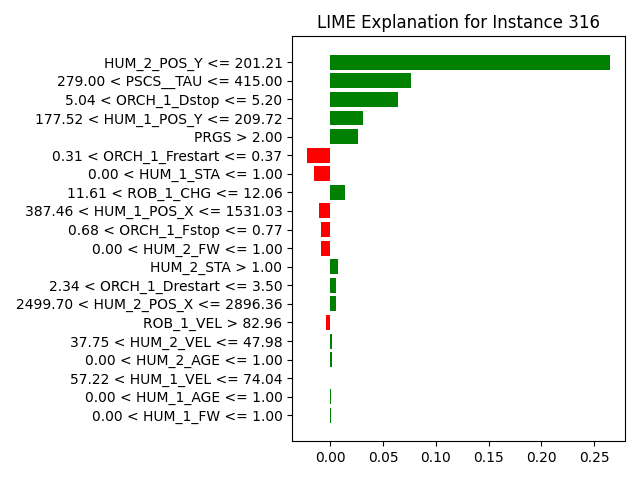 LIME Explanation for Instance 316
HUM_2_POS_Y <= 201.21
279.00 < PSCS__TAU <= 415.00
5.04 < ORCH_1_Dstop <= 5.20
177.52 < HUM_1_POS_Y <= 209.72
PRGS > 2.00
0.31 < ORCH_1_Frestart <= 0.37
0.00 < HUM_1_STA <= 1.00
11.61 < ROB_1_CHG <= 12.06
387.46 < HUM_1_POS_X <= 1531.03
0.68 < ORCH_1_Fstop <= 0.77
0.00 < HUM_2_FW <= 1.00
HUM_2_STA > 1.00
2.34 < ORCH_1_Drestart <= 3.50
2499.70 < HUM_2_POS_X <= 2896.36
ROB_1_VEL > 82.96
37.75 < HUM_2_VEL <= 47.98
0.00 < HUM_2_AGE <= 1.00
57.22 < HUM_1_VEL <= 74.04
0.00 < HUM_1_AGE <= 1.00
0.00 < HUM_1_FW <= 1.00
0.00 0.05 0.10 0.15 0.20 0.25